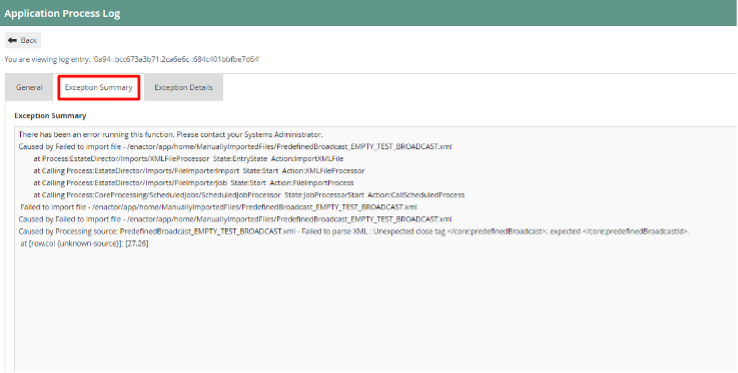 Application Process Log
Back
You are viewing log entry: '0a94-:bcc673a3b71:2ca6e6c:684c401bbfbe7d64'
General Exception Summary Exception Details
Exception Summary
There has been an error running this function. Please contact your Systems Administrator.
Caused by Failed to import file - /enactor/app/home/ManuallyImportedFiles/PredefinedBroadcast_EMPTY_TEST_BROADCAST.xml
at Process:EstateDirector/Imports/XMLFileProcessor State:EntryState Action:ImportXMLFile
at Calling Process:EstateDirector/Imports/FileImporterImport State:Start Action:XMLFileProcessor
at Calling Process:EstateDirector/Imports/FileImporterJob State:Start Action:FileImportProcess
at Calling Process:CoreProcessing/ScheduledJobs/ScheduledJobProcessor State:JobProcessorStart Action:CallScheduledProcess
Failed to import file - /enactor/app/home/ManuallyImportedFiles/PredefinedBroadcast_EMPTY_TEST_BROADCAST.xml
Caused by Failed to import file - /enactor/app/home/ManuallyImportedFiles/PredefinedBroadcast_EMPTY_TEST_BROADCAST.xml
Caused by Processing source: PredefinedBroadcast_EMPTY_TEST_BROADCAST.xml - Failed to parse XML : Unexpected close tag </core:predefinedBroadcast>; expected </core:predefinedBroadcastId>.
at [row,col {unknown-source}]: [27,26]